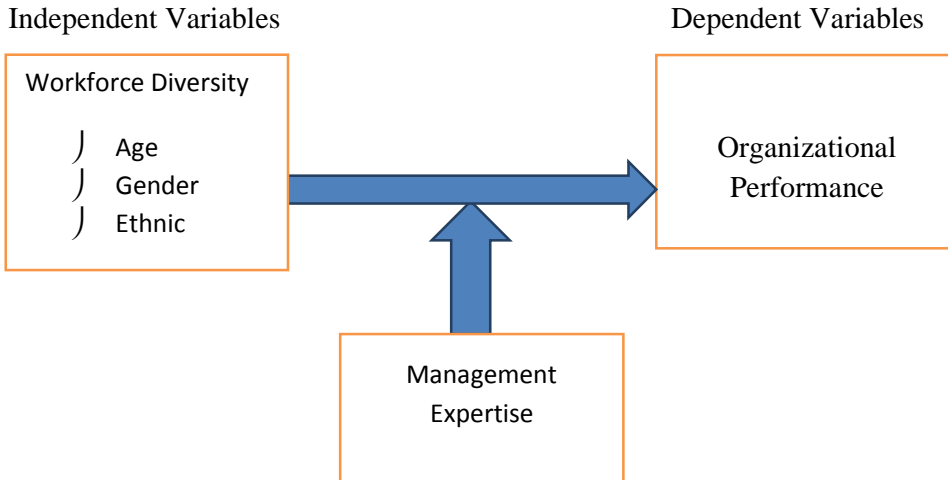 Independent Variables
Dependent Variables
Workforce Diversity
⌡ Age
⌡ Gender
⌡ Ethnic
Organizational
Performance
Management
Expertise